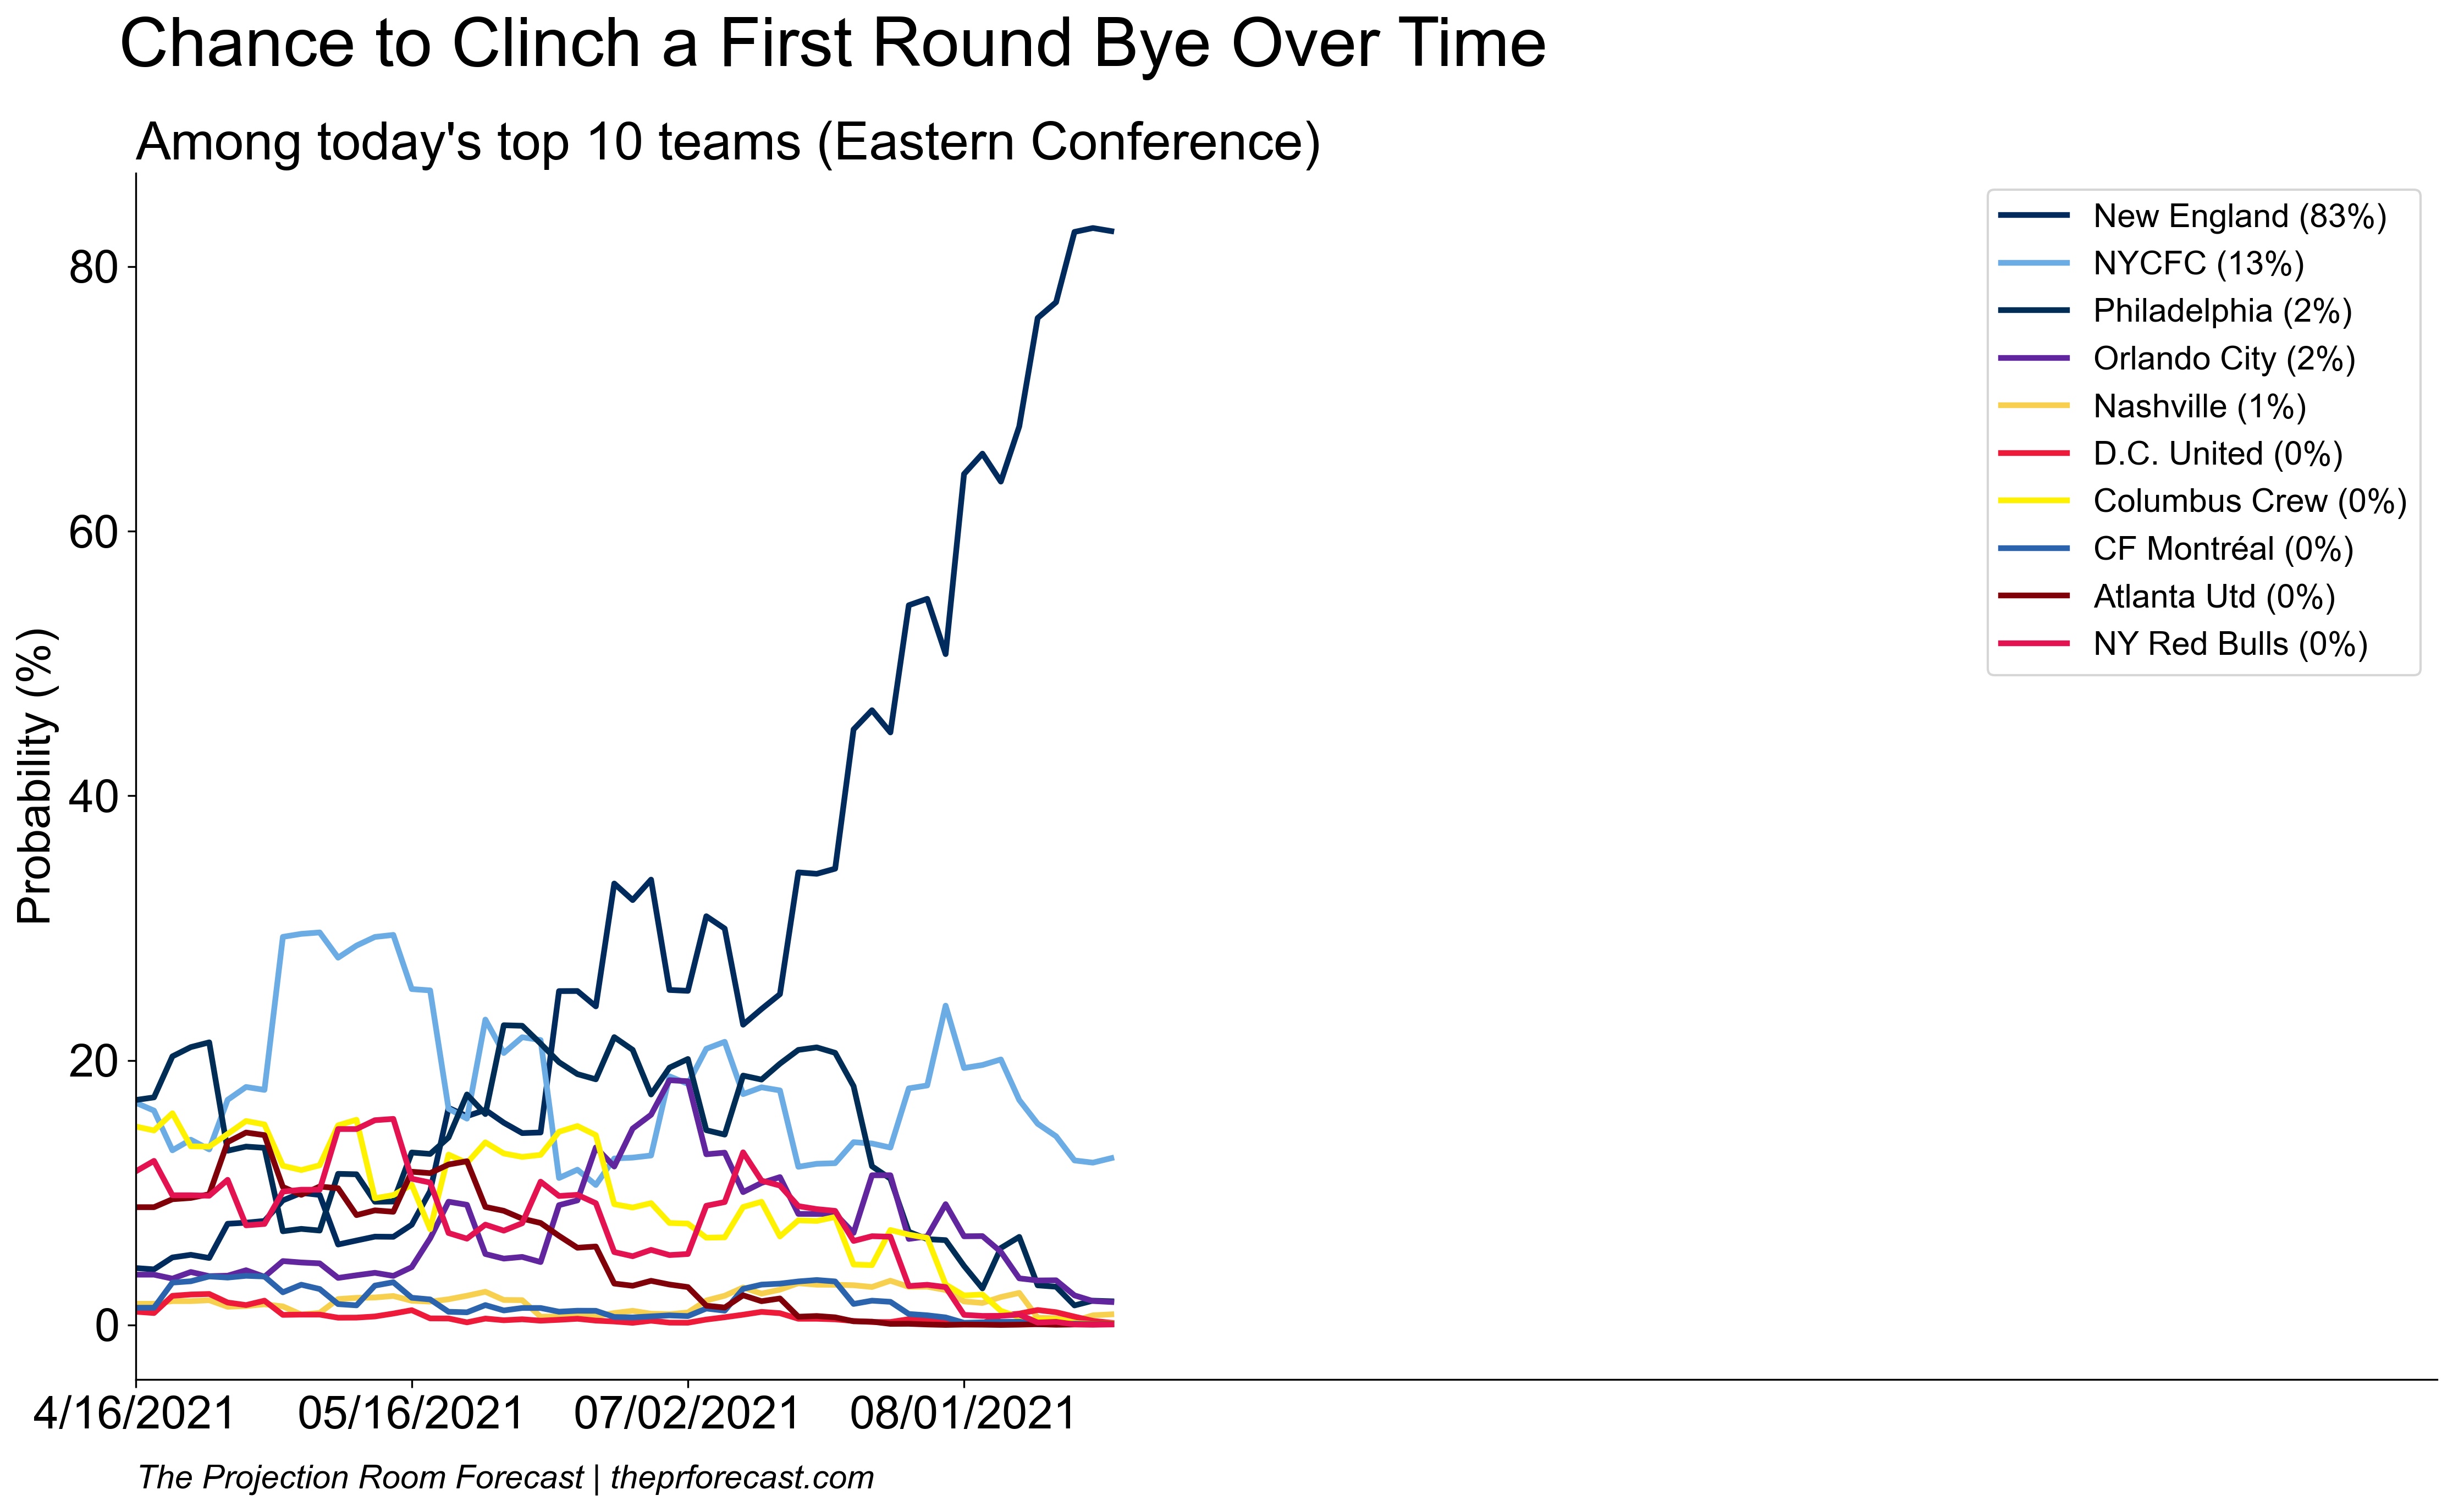 Chance to Clinch a First Round Bye Over Time
Among today's top 10 teams (Eastern Conference)
New England (83%)
NYCFC (13%)
Philadelphia (2%)
Orlando City (2%)
Nashville (1%)
D.C. United (0%)
Columbus Crew (0%)
CF Montréal (0%)
Atlanta Utd (0%)
NY Red Bulls (0%)
Probability (%)
80
60
40
20
0
4/16/2021
05/16/2021
07/02/2021
08/01/2021
The Projection Room Forecast | theprforecast.com